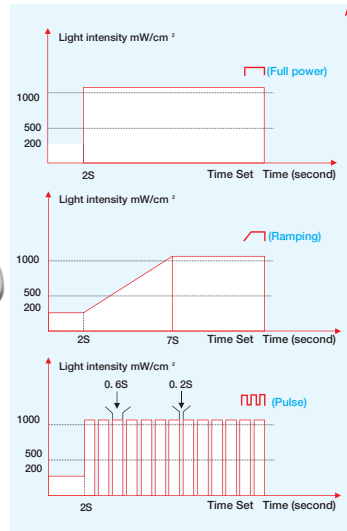 Light intensity mW/cm ²
(Full power)
1000
500
200
2S Time Set Time (second)
Light intensity mW/cm ²
(Ramping)
1000
500
200
2S 7S Time Set Time (second)
Light intensity mW/cm ²
0. 6S 0. 2S
(Pulse)
1000
500
200
2S Time Set Time (second)